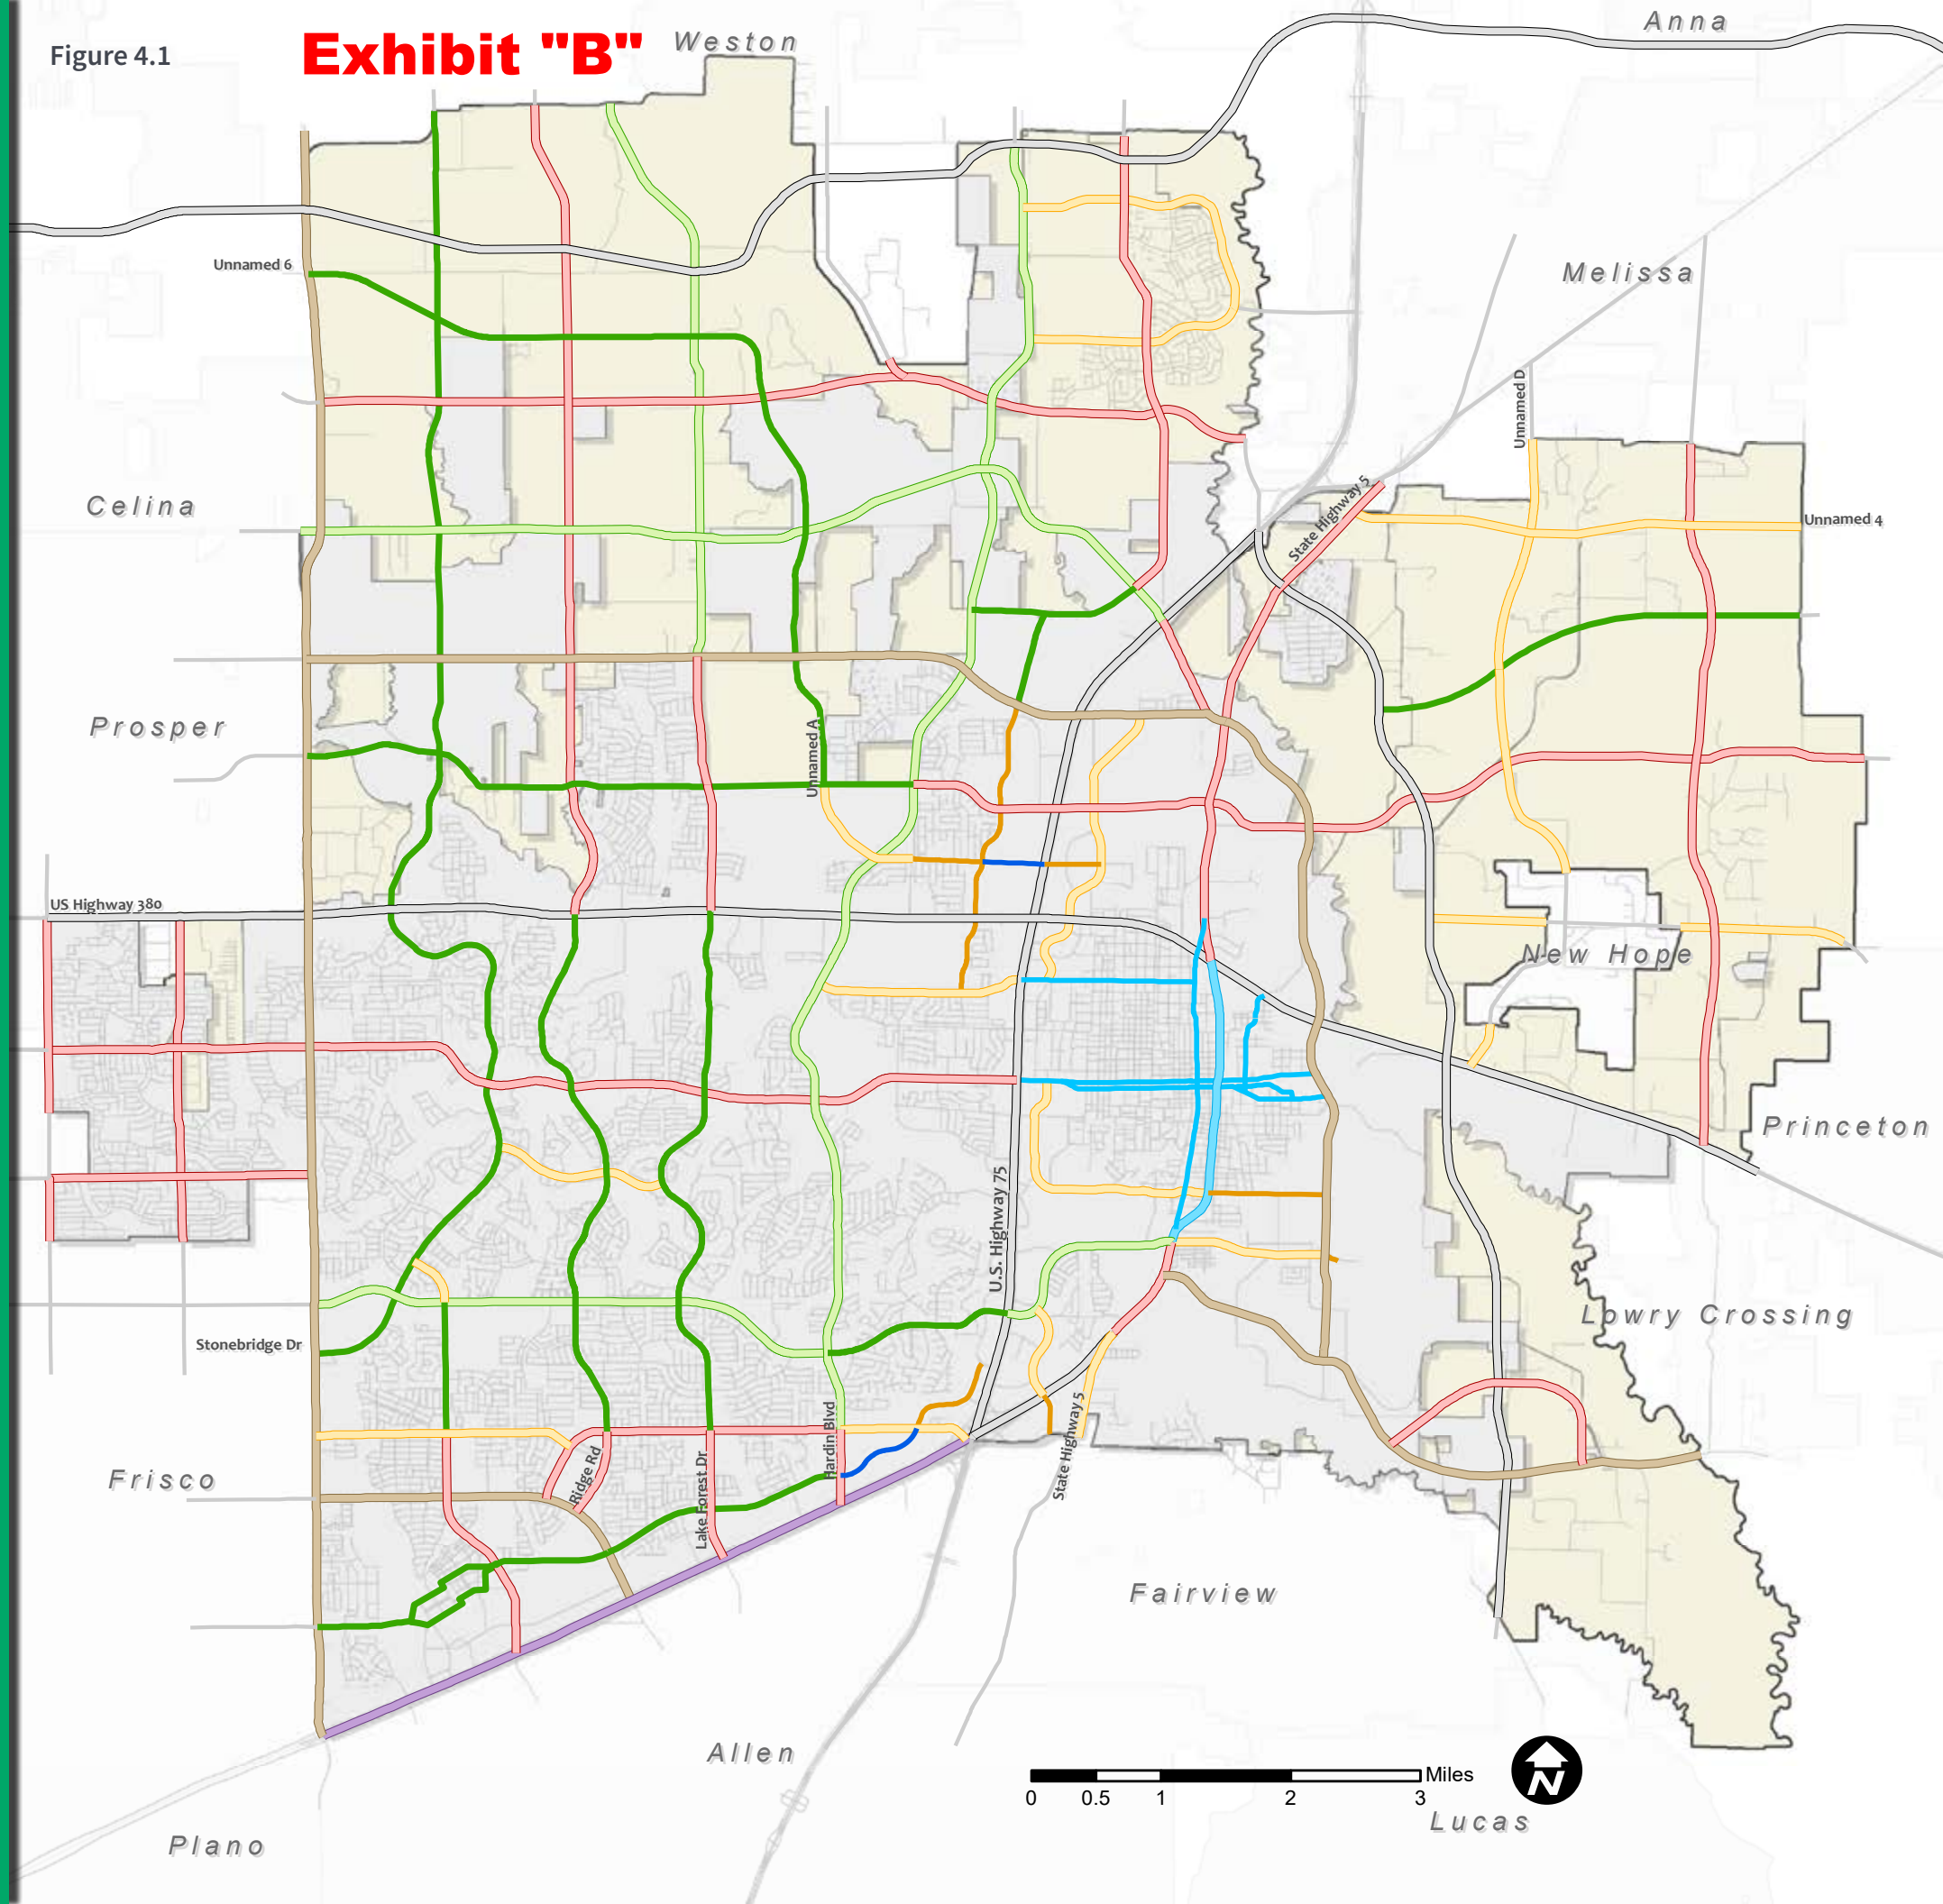 Figure 4.1
Exhibit "B"
Weston
Anna
Unnamed 6
Melissa
Unnamed D
Celina
State Highway 5
Unnamed 4
Prosper
Unnamed A
US Highway 380
New Hope
Princeton
U.S. Highway 75
Lowry Crossing
Stonebridge Dr
Frisco
Ridge Rd
Lake Forest Dr
Hardin Blvd
State Highway 5
Fairview
Allen
Miles
0 0.5 1 2 3
N
Lucas
Plano